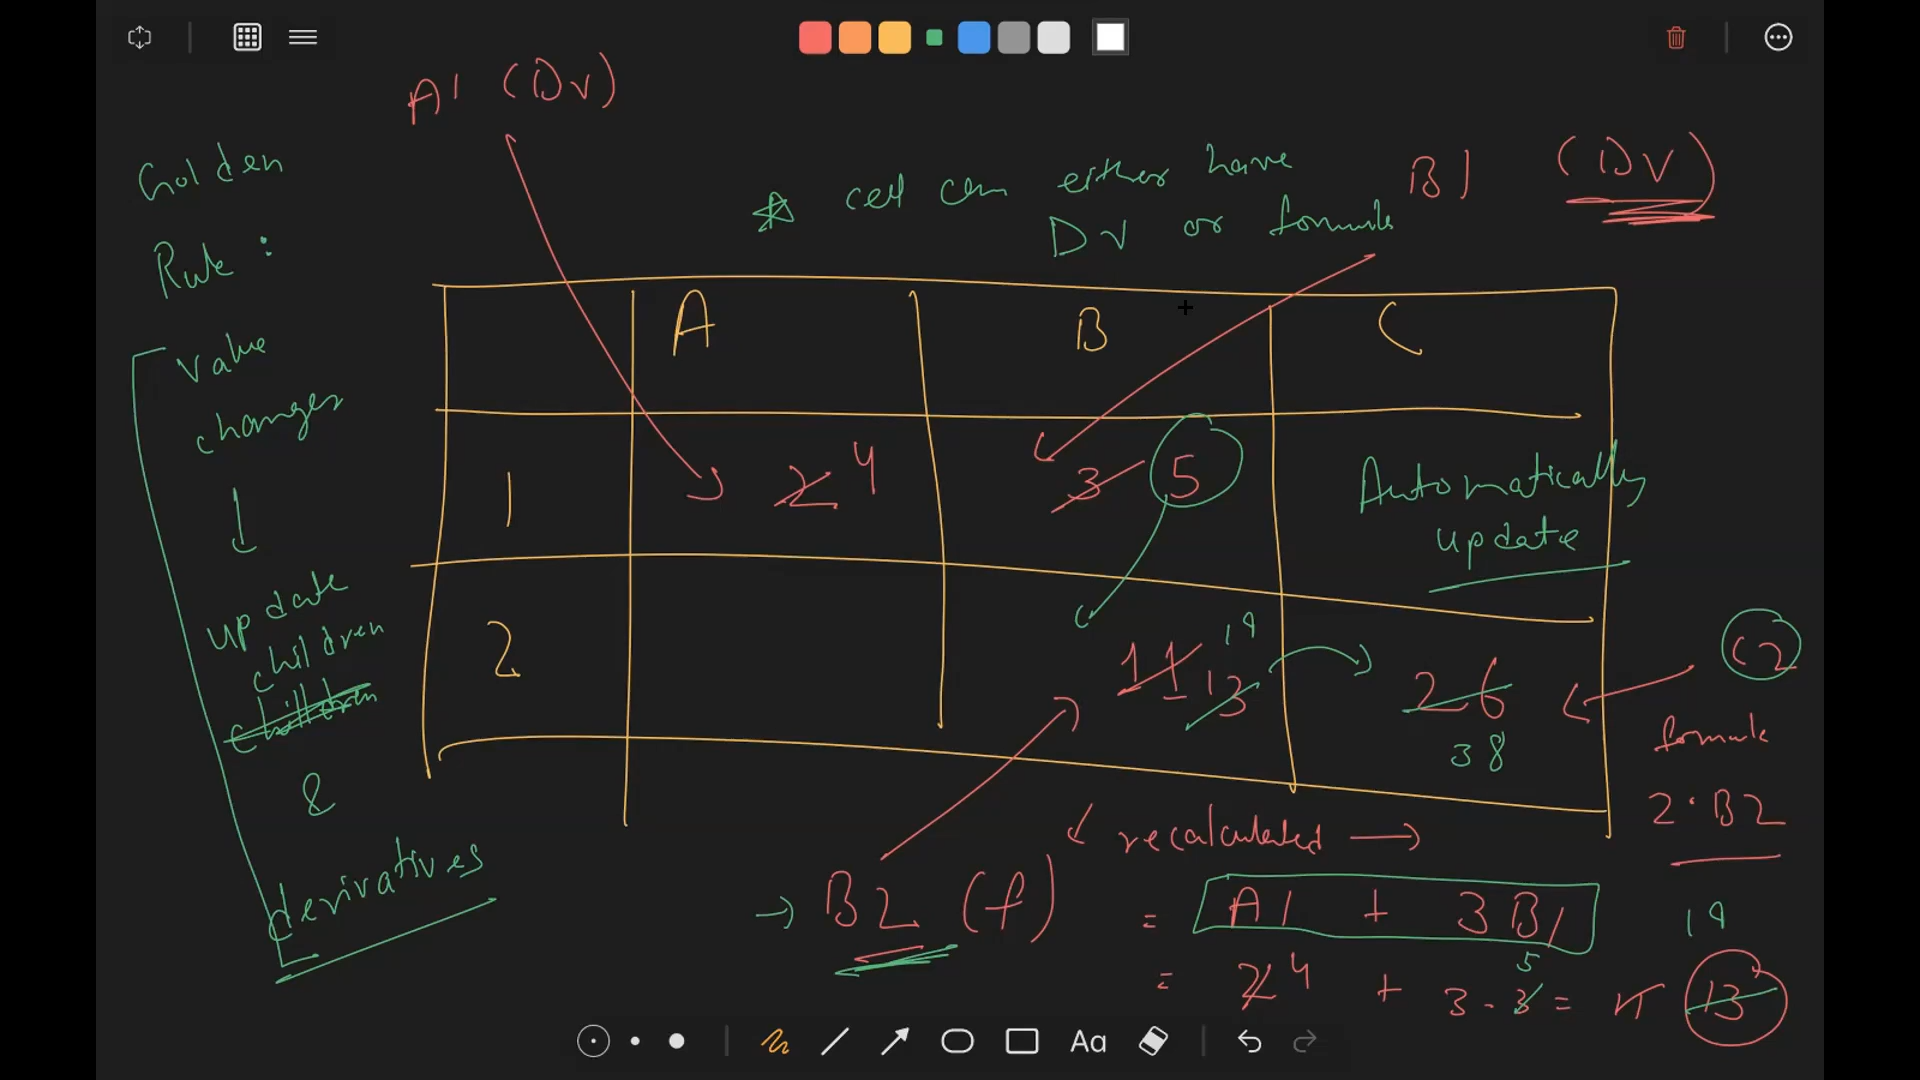 A1 (Dv)
Golden
Rule :
value
changes
↓
update
children
&
derivatives
* cell can either have
Dv or formula
B1 (DV)
A B C
1 2 4 3 5 Automatically
update
2 11 13 19 26
38
C2
formula
2·B2
← recalculated →
→ B2 (f) = A1 + 3B1
19
= 2 4 + 3 · 3 5 = 11 13
Aa